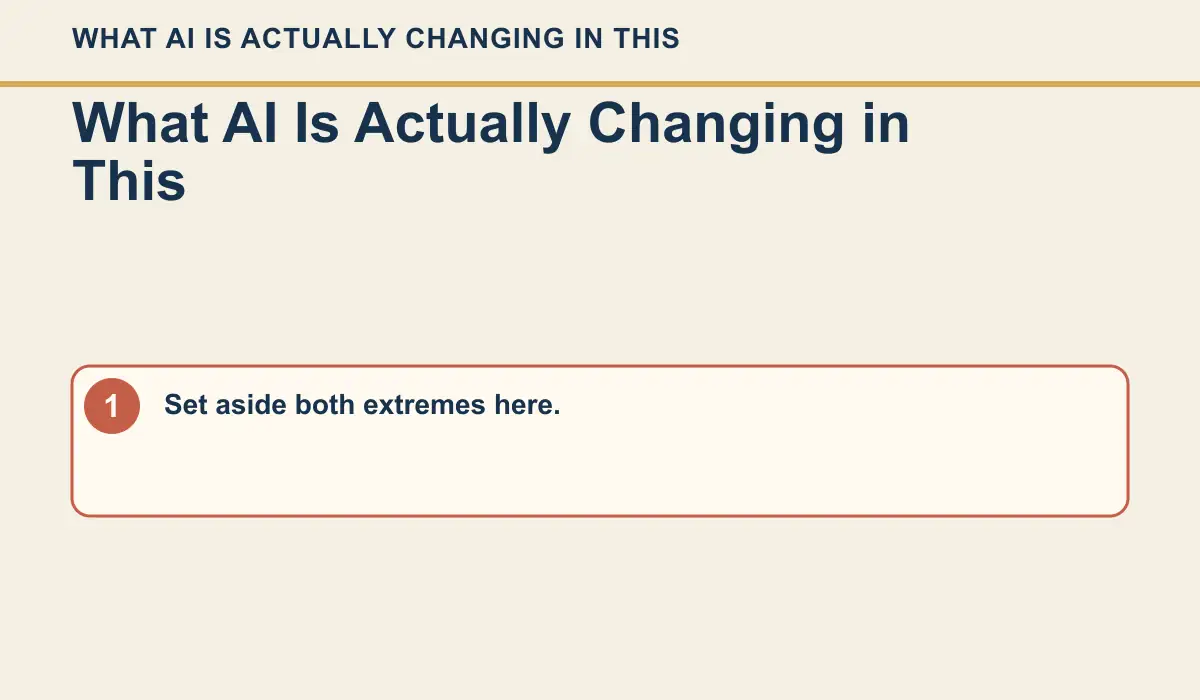 WHAT AI IS ACTUALLY CHANGING IN THIS
What AI Is Actually Changing in
This
1
Set aside both extremes here.